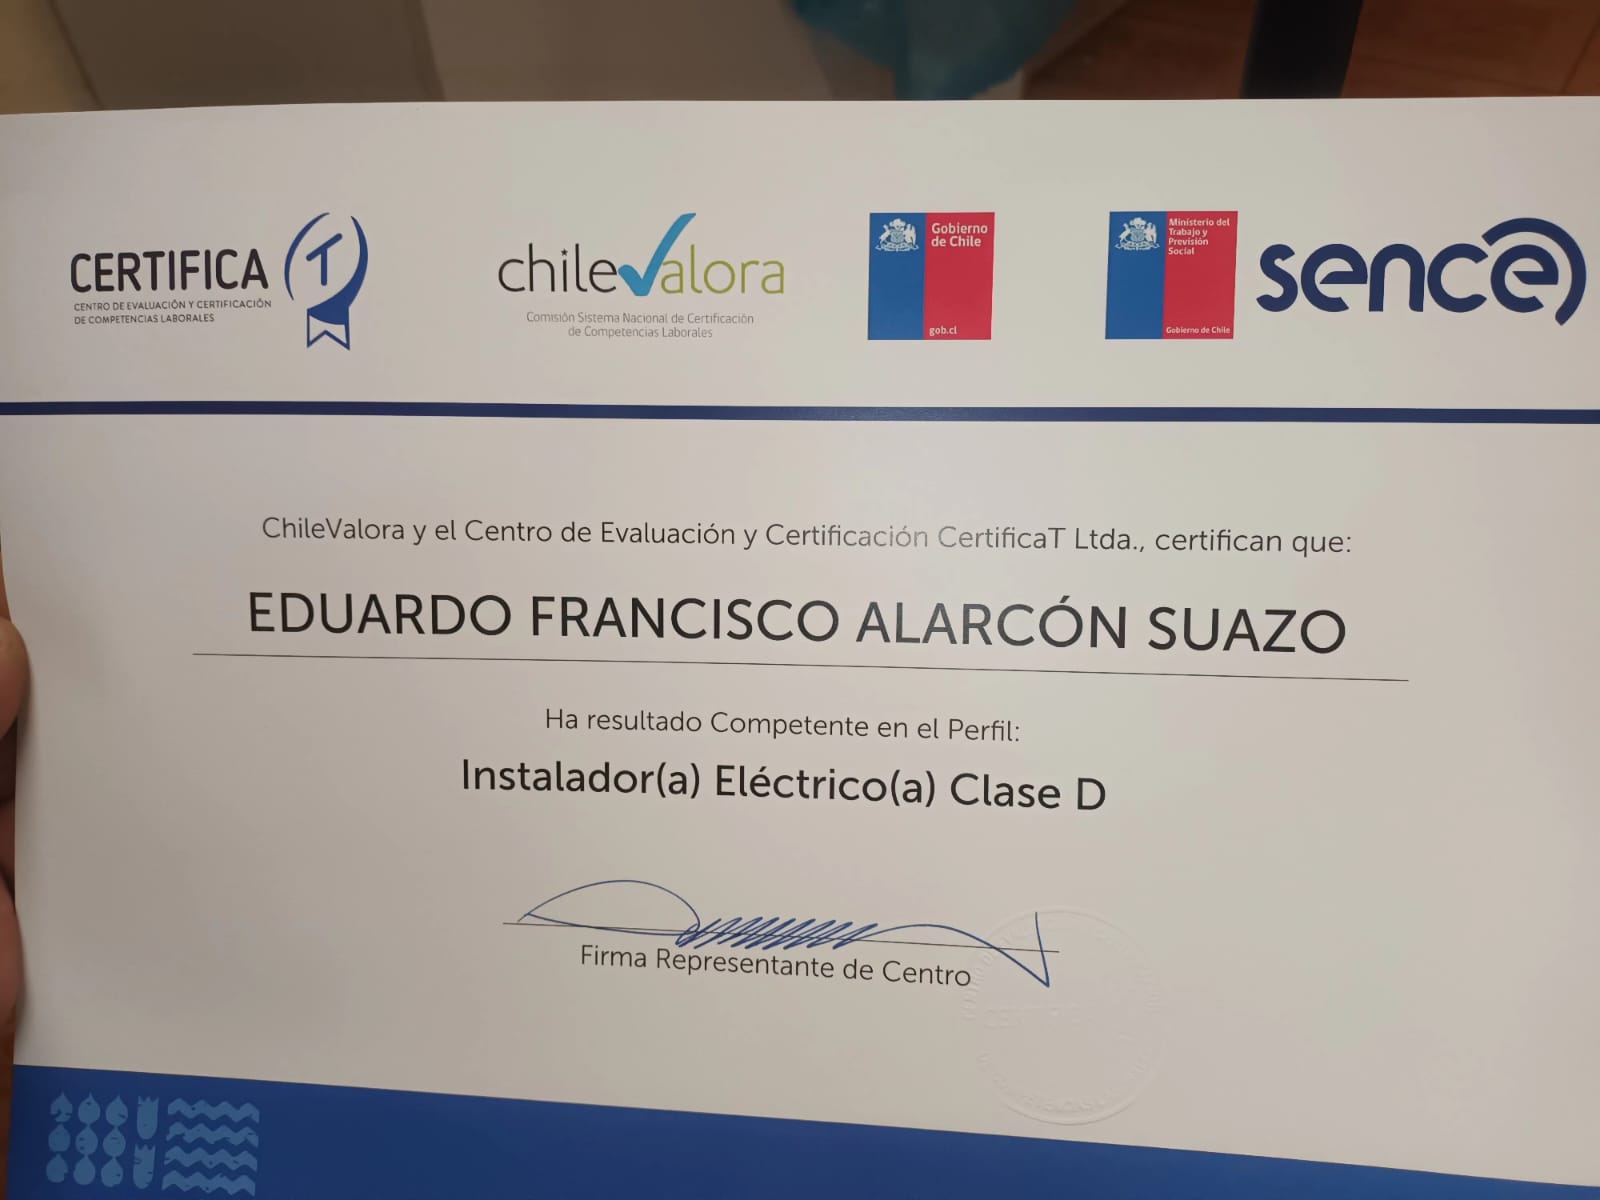 CERTIFICA T
CENTRO DE EVALUACIÓN Y CERTIFICACIÓN
DE COMPETENCIAS LABORALES
chileValora
Comisión Sistema Nacional de Certificación
de Competencias Laborales
Gobierno
de Chile
gob.cl
Ministerio del
Trabajo y
Previsión
Social
Gobierno de Chile
sence
ChileValora y el Centro de Evaluación y Certificación CertificaT Ltda., certifican que:
EDUARDO FRANCISCO ALARCÓN SUAZO
Ha resultado Competente en el Perfil:
Instalador(a) Eléctrico(a) Clase D
Firma Representante de Centro